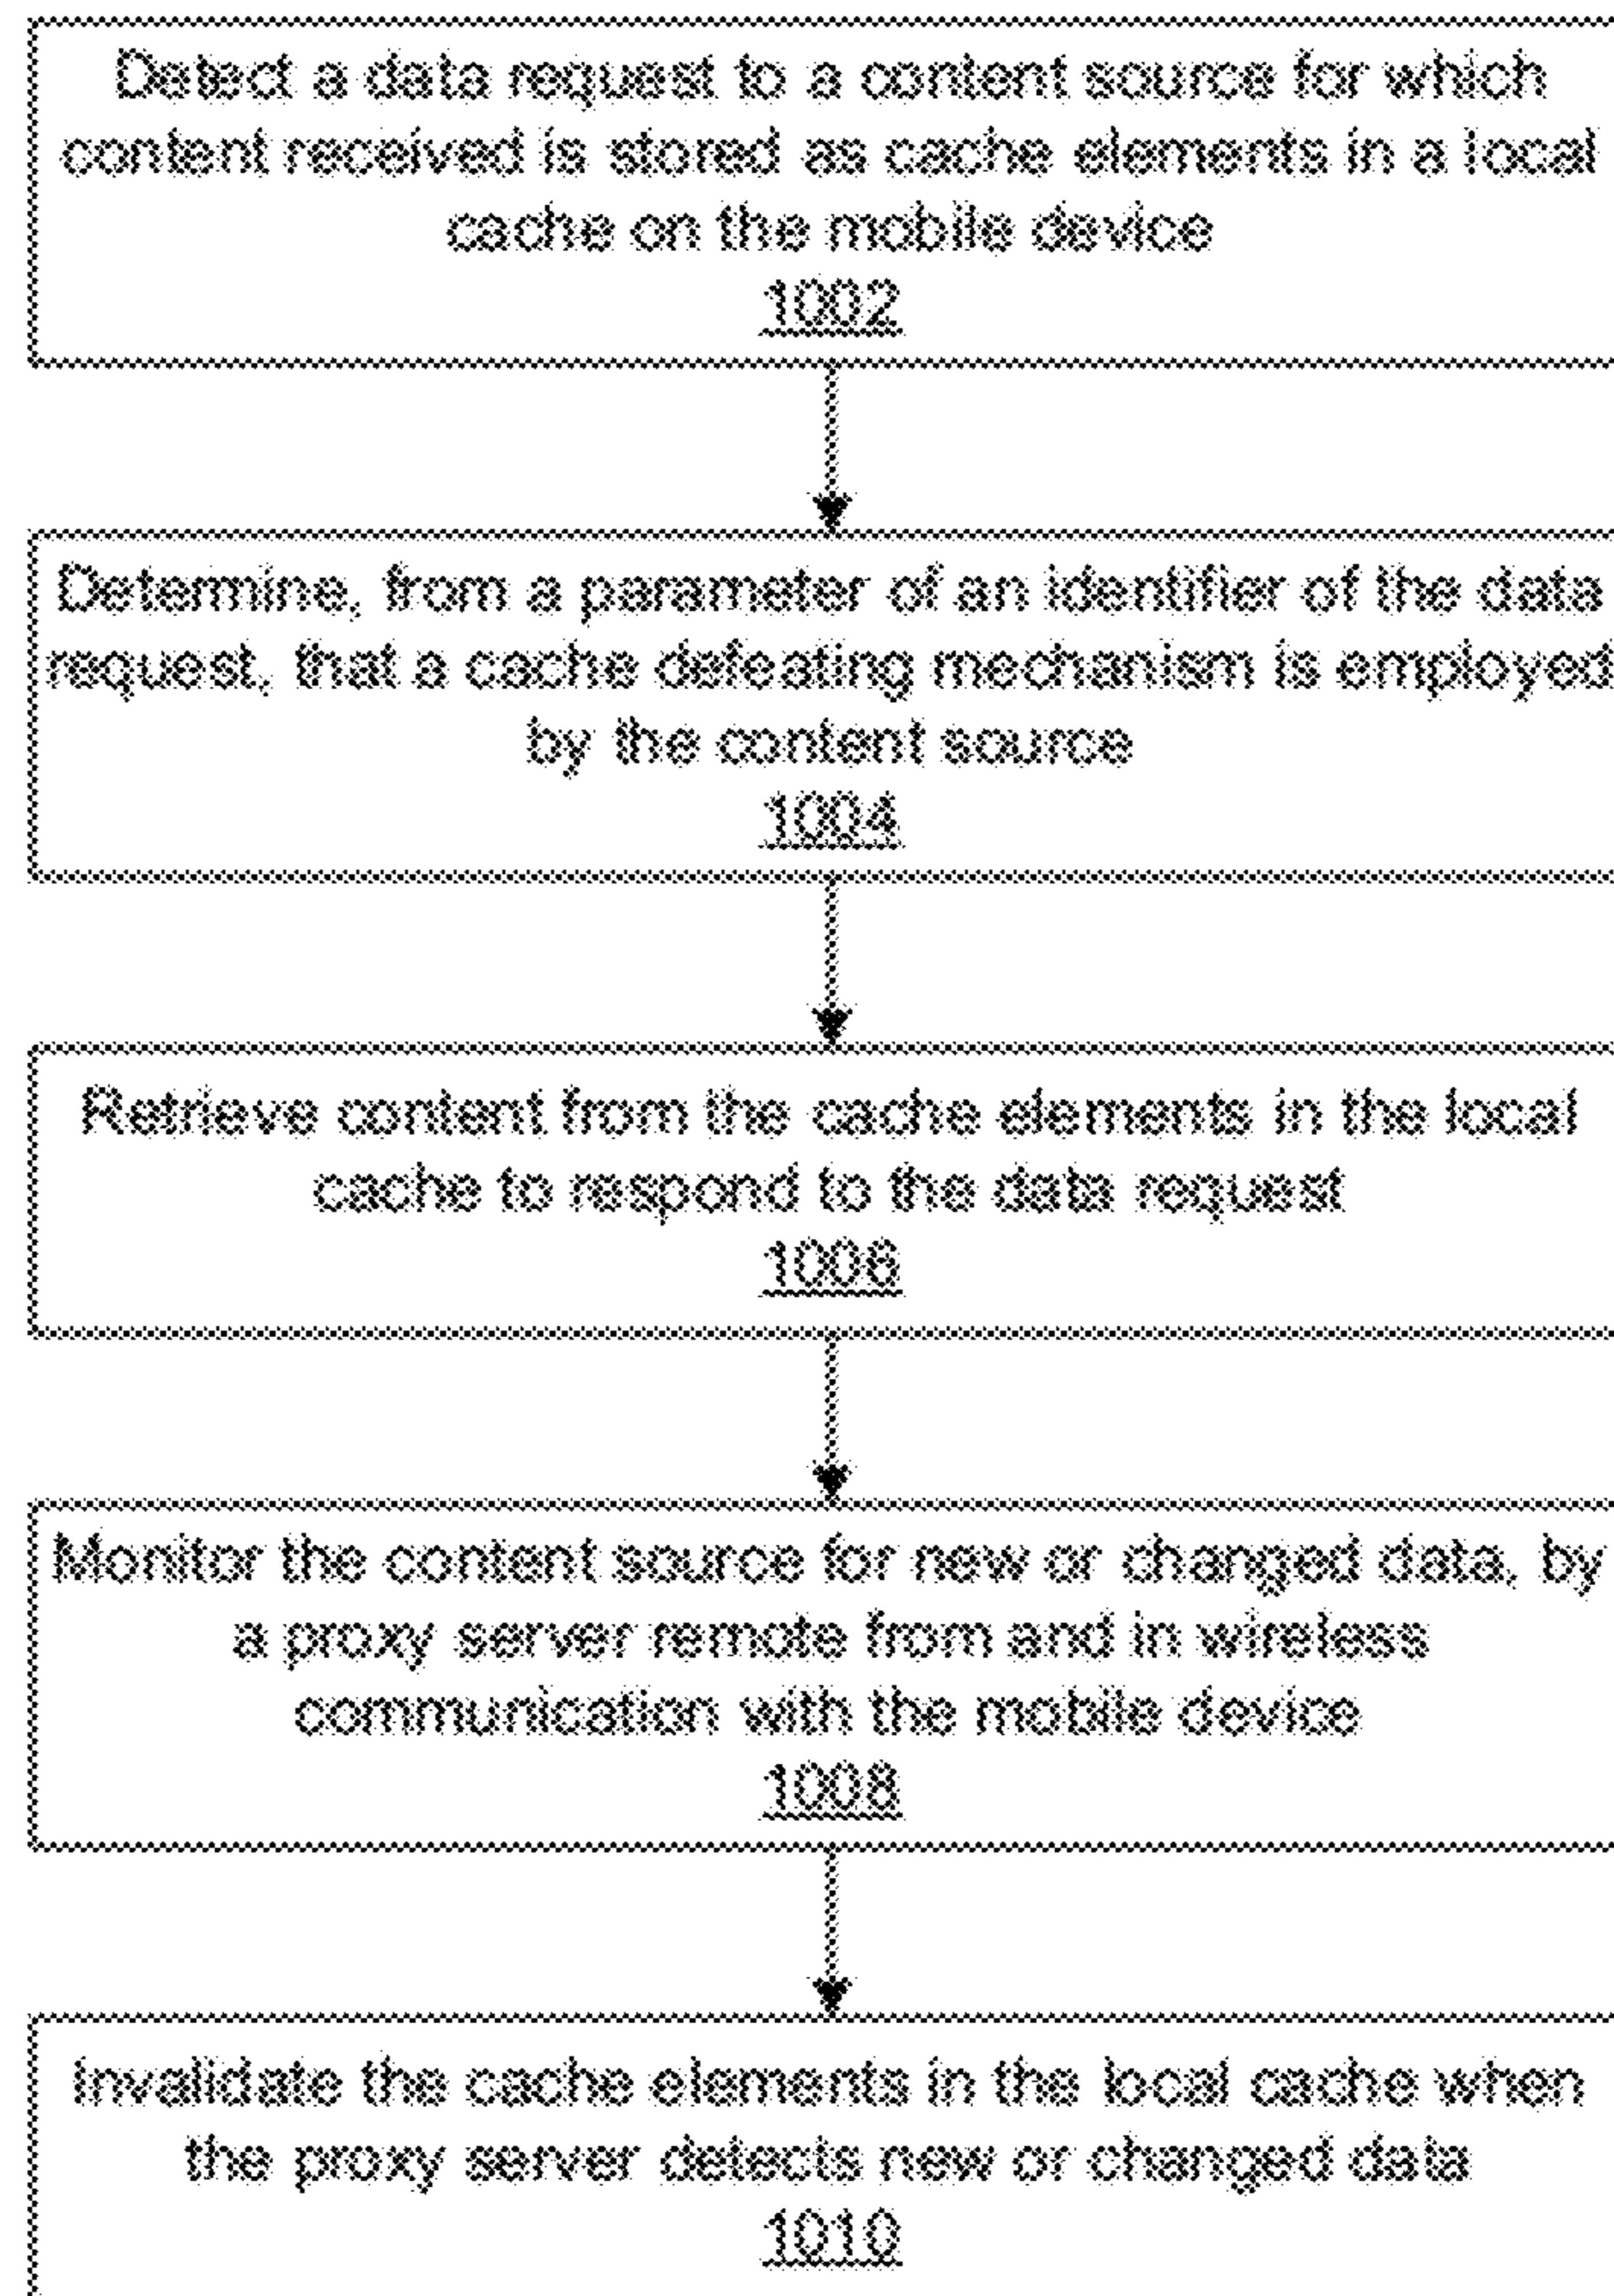 Detect a data request to a content source for which
content received is stored as cache elements in a local
cache on the mobile device
1002
Determine, from a parameter of an identifier of the data
request, that a cache defeating mechanism is employed
by the content source
1004
Retrieve content from the cache elements in the local
cache to respond to the data request
1006
Monitor the content source for new or changed data, by
a proxy server remote from and in wireless
communication with the mobile device
1008
Invalidate the cache elements in the local cache when
the proxy server detects new or changed data
1010